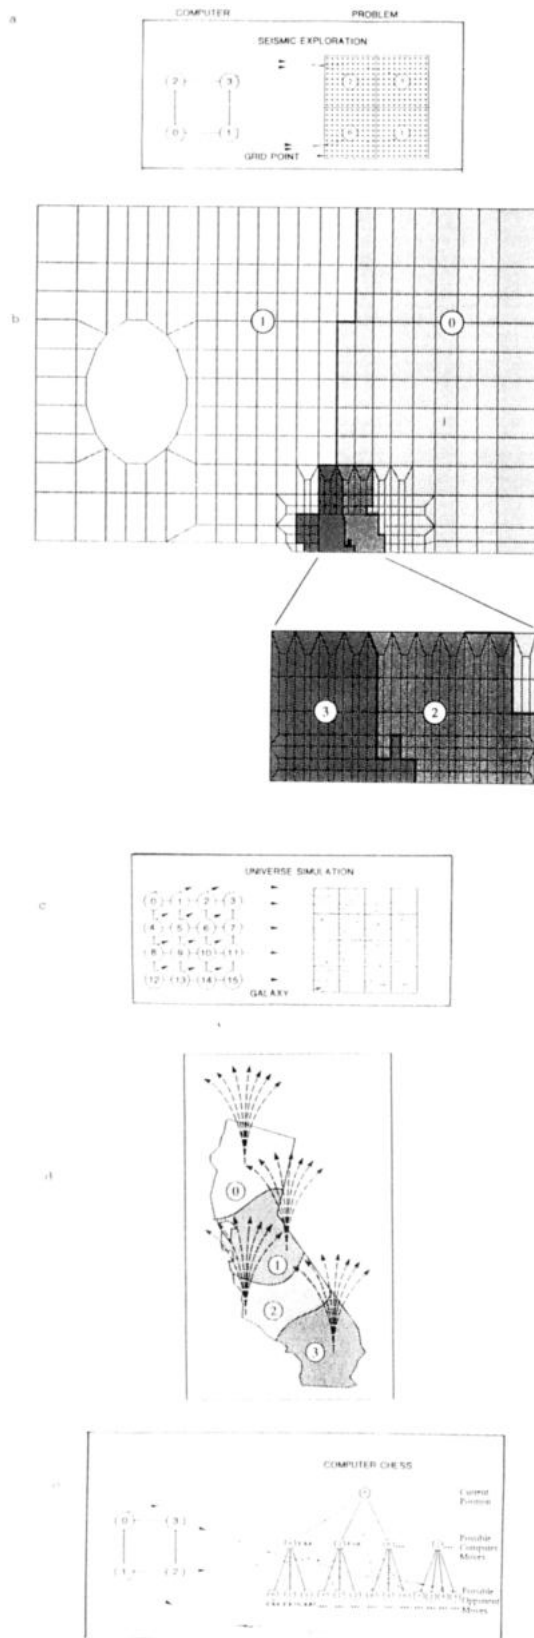 a
COMPUTER PROBLEM
SEISMIC EXPLORATION
2 3
0 1
GRID POINT
b
1 0
3 2
c
UNIVERSE SIMULATION
0 1 2 3
4 5 6 7
8 9 10 11
12 13 14 15
GALAXY
d
0
1
2
3
COMPUTER CHESS
Current
Position
0 3
Possible
Computer
Moves
1 2
Possible
Opponent
Moves